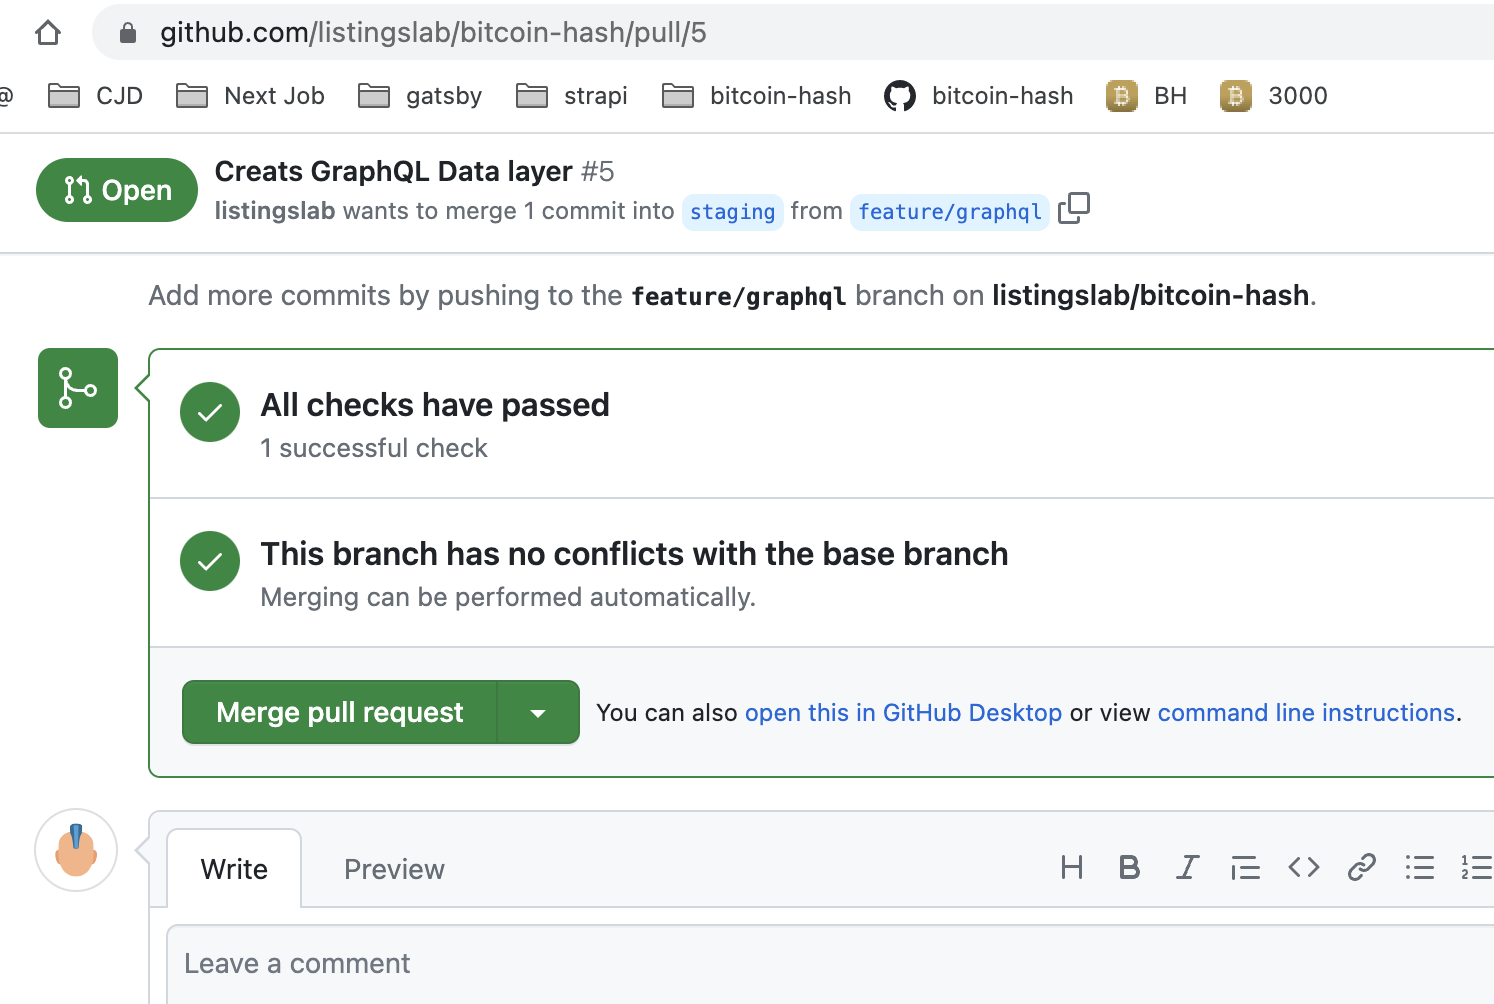 github.com/listingslab/bitcoin-hash/pull/5
@ CJD Next Job gatsby strapi bitcoin-hash bitcoin-hash BH 3000
Open
Creats GraphQL Data layer #5
listingslab wants to merge 1 commit into staging from feature/graphql
Add more commits by pushing to the feature/graphql branch on listingslab/bitcoin-hash.
All checks have passed
1 successful check
This branch has no conflicts with the base branch
Merging can be performed automatically.
Merge pull request You can also open this in GitHub Desktop or view command line instructions.
Write Preview
Leave a comment